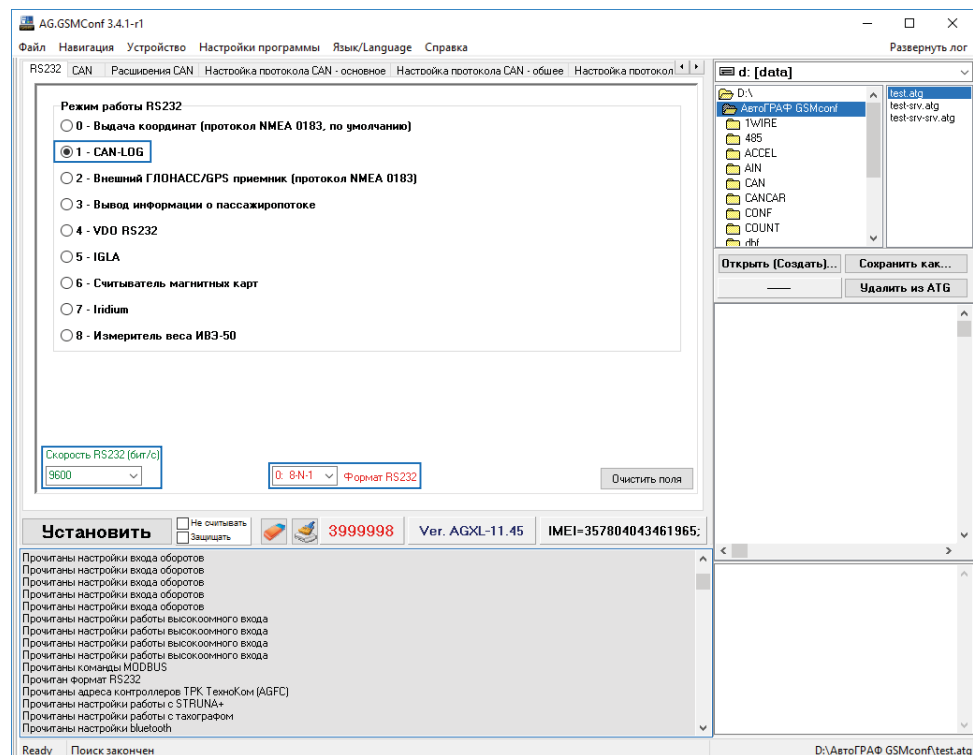 AG.GSMConf 3.4.1-r1
Файл Навигация Устройство Настройки программы Язык/Language Справка Развернуть лог
RS232 CAN Расширения CAN Настройка протокола CAN - основное Настройка протокола CAN - общее Настройка протокол
d: [data]
D:\
АвтоГРАФ GSMconf
1WIRE
485
ACCEL
AIN
CAN
CANCAR
CONF
COUNT
dbf
test.atg
test-srv.atg
test-srv-srv.atg
Режим работы RS232
0 - Выдача координат (протокол NMEA 0183, по умолчанию)
1 - CAN-LOG
2 - Внешний ГЛОНАСС/GPS приемник (протокол NMEA 0183)
3 - Вывод информации о пассажиропотоке
4 - VDO RS232
5 - IGLA
6 - Считыватель магнитных карт
7 - Iridium
8 - Измеритель веса ИВЭ-50
Открыть (Создать)... Сохранить как...
Удалить из ATG
Скорость RS232 (бит/с)
9600
0: 8-N-1 Формат RS232
Очистить поля
Установить
Не считывать
Защищать
3999998 Ver. AGXL-11.45 IMEI=357804043461965;
Прочитаны настройки входа оборотов
Прочитаны настройки входа оборотов
Прочитаны настройки входа оборотов
Прочитаны настройки входа оборотов
Прочитаны настройки входа оборотов
Прочитаны настройки работы высокоомного входа
Прочитаны настройки работы высокоомного входа
Прочитаны настройки работы высокоомного входа
Прочитаны настройки работы высокоомного входа
Прочитаны команды MODBUS
Прочитан формат RS232
Прочитаны адреса контроллеров ТРК ТехноКом (AGFC)
Прочитаны настройки работы с STRUNA+
Прочитаны настройки работы с тахографом
Прочитаны настройки bluetooth
Ready Поиск закончен D:\АвтоГРАФ GSMconf\test.atg